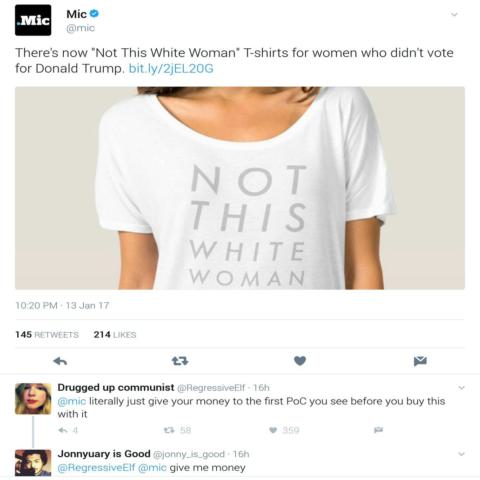 .Mic
Mic
@mic
There's now "Not This White Woman" T-shirts for women who didn't vote
for Donald Trump. bit.ly/2jEL20G
NOT
THIS
WHITE
WOMAN
10:20 PM · 13 Jan 17
145 RETWEETS 214 LIKES
Drugged up communist @RegressiveElf · 16h
@mic literally just give your money to the first PoC you see before you buy this
with it
4 58 359
Jonnyuary is Good @jonny_is_good · 16h
@RegressiveElf @mic give me money